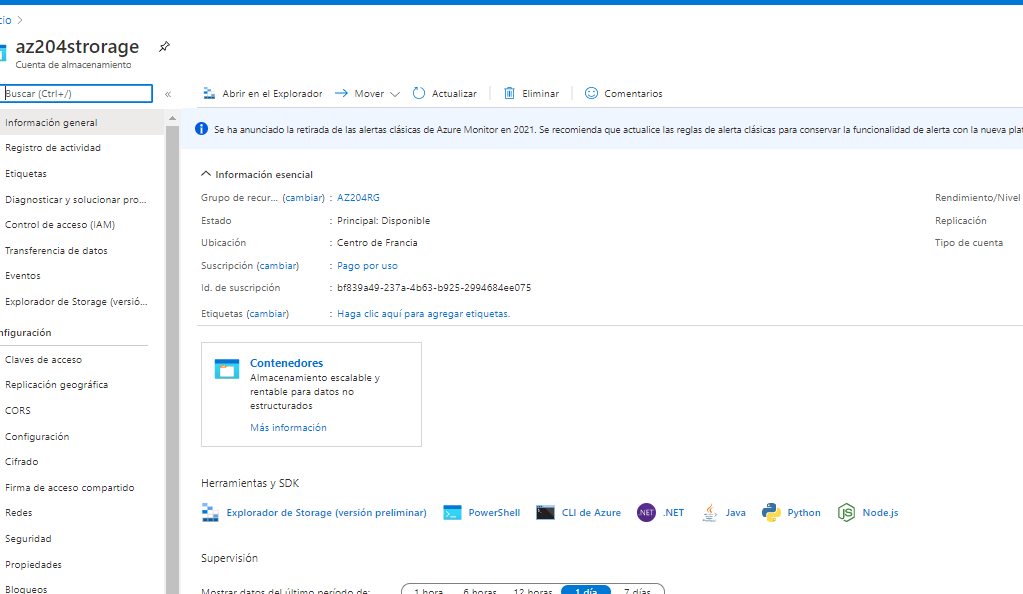 cio >
az204strorage
Cuenta de almacenamiento
Buscar (Ctrl+/)
«
Abrir en el Explorador
Mover
Actualizar
Eliminar
Comentarios
Información general
Registro de actividad
Etiquetas
Diagnosticar y solucionar pro...
Control de acceso (IAM)
Transferencia de datos
Eventos
Explorador de Storage (versió...
nfiguración
Claves de acceso
Replicación geográfica
CORS
Configuración
Cifrado
Firma de acceso compartido
Redes
Seguridad
Propiedades
Bloqueos
Se ha anunciado la retirada de las alertas clásicas de Azure Monitor en 2021. Se recomienda que actualice las reglas de alerta clásicas para conservar la funcionalidad de alerta con la nueva plat
Información esencial
Grupo de recur... (cambiar) : AZ204RG
Estado : Principal: Disponible
Ubicación : Centro de Francia
Suscripción (cambiar) : Pago por uso
Id. de suscripción : bf839a49-237a-4b63-b925-2994684ee075
Etiquetas (cambiar) : Haga clic aquí para agregar etiquetas.
Rendimiento/Nivel
Replicación
Tipo de cuenta
Contenedores
Almacenamiento escalable y
rentable para datos no
estructurados
Más información
Herramientas y SDK
Explorador de Storage (versión preliminar)
PowerShell
CLI de Azure
NET .NET
Java
Python
JS Node.js
Supervisión
Mostrar datos del último período de:
1 hora
6 horas
12 horas
1 día
7 días